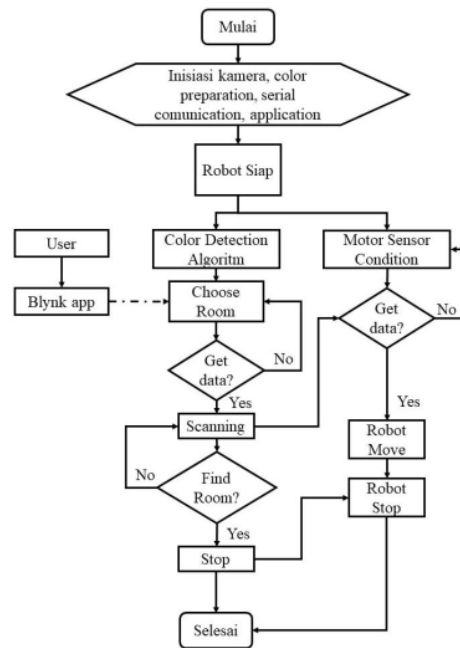 Mulai
Inisiasi kamera, color
preparation, serial
comunication, application
Robot Siap
User
Color Detection
Algoritm
Motor Sensor
Condition
Blynk app
Choose
Room
Get
data?
No
Get
data?
No
Yes
Yes
Scanning
Robot
Move
No
Find
Room?
Robot
Stop
Yes
Stop
Selesai